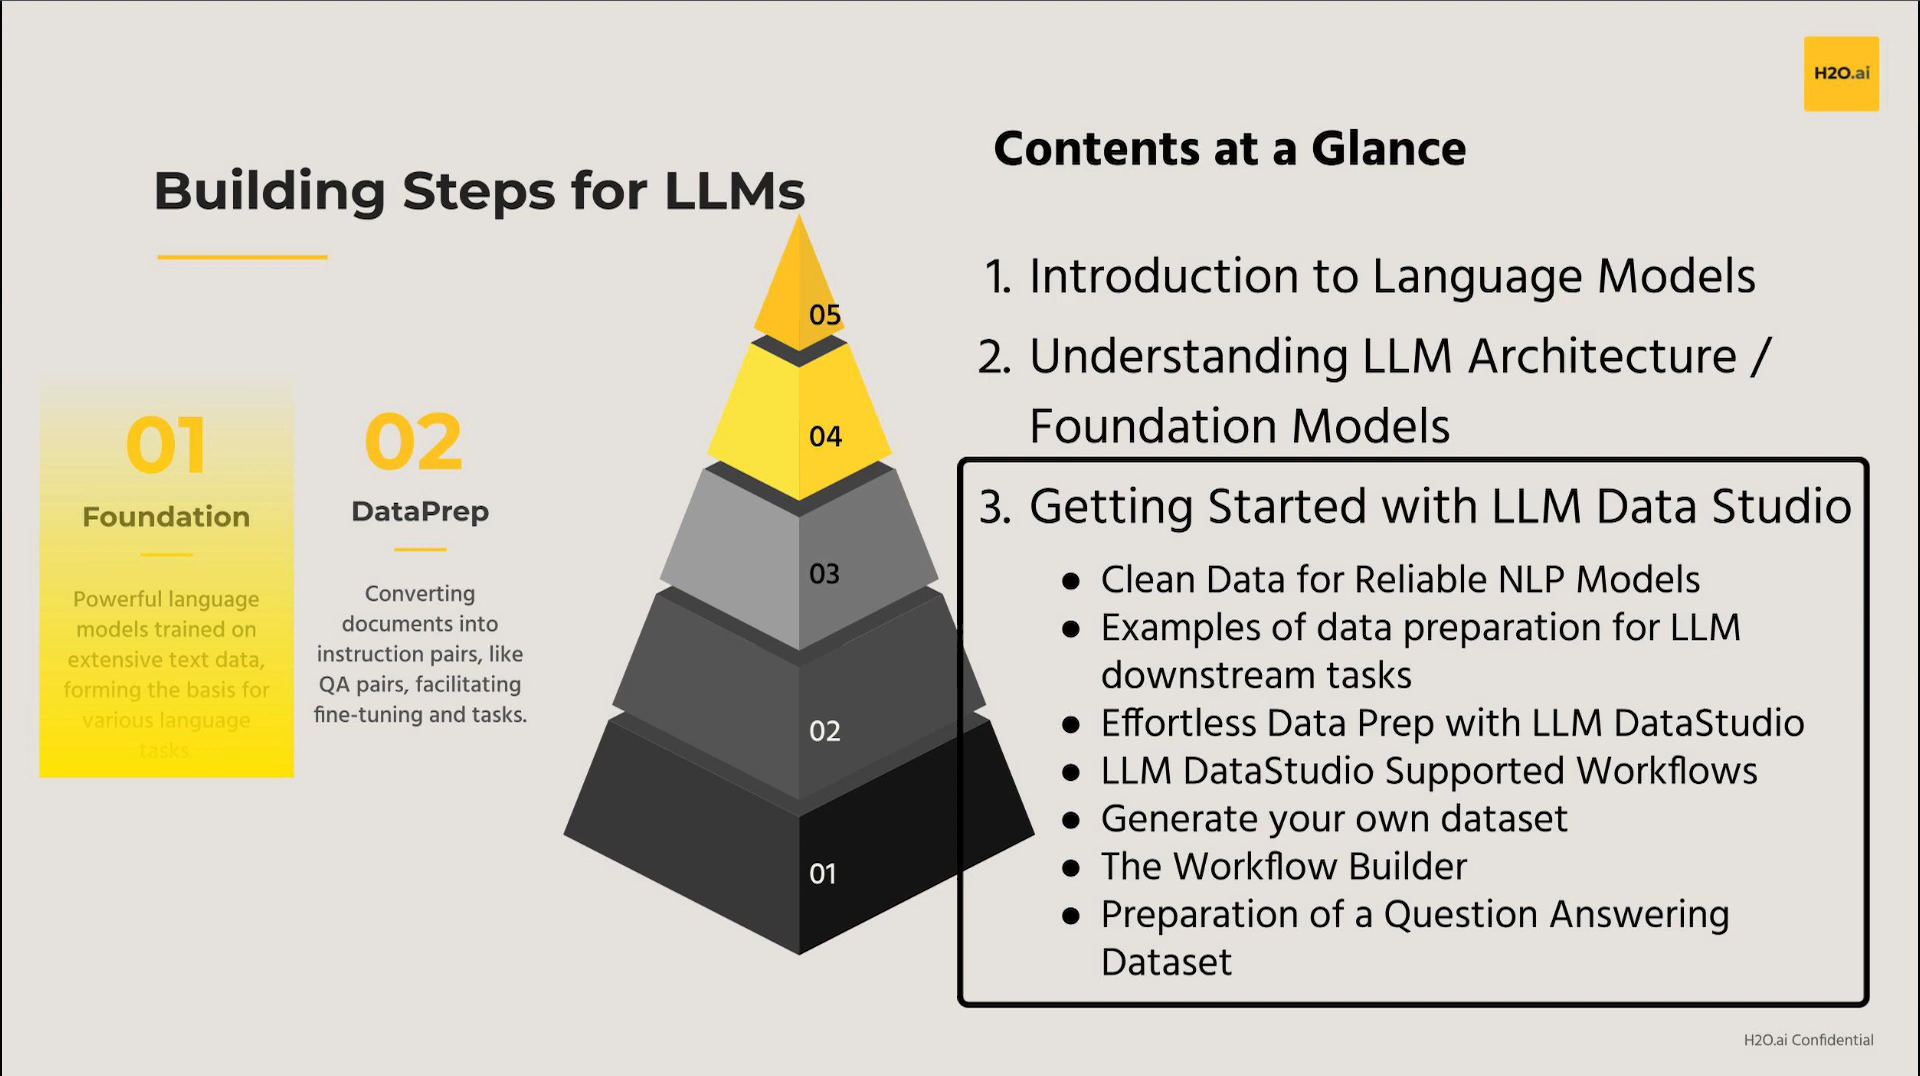 H2O.ai
Building Steps for LLMs
01
Foundation
Powerful language
models trained on
extensive text data,
forming the basis for
various language
tasks
02
DataPrep
Converting
documents into
instruction pairs, like
QA pairs, facilitating
fine-tuning and tasks.
05
04
03
02
01
Contents at a Glance
1. Introduction to Language Models
2. Understanding LLM Architecture /
Foundation Models
3. Getting Started with LLM Data Studio
● Clean Data for Reliable NLP Models
● Examples of data preparation for LLM
downstream tasks
● Effortless Data Prep with LLM DataStudio
● LLM DataStudio Supported Workflows
● Generate your own dataset
● The Workflow Builder
● Preparation of a Question Answering
Dataset
H2O.ai Confidential